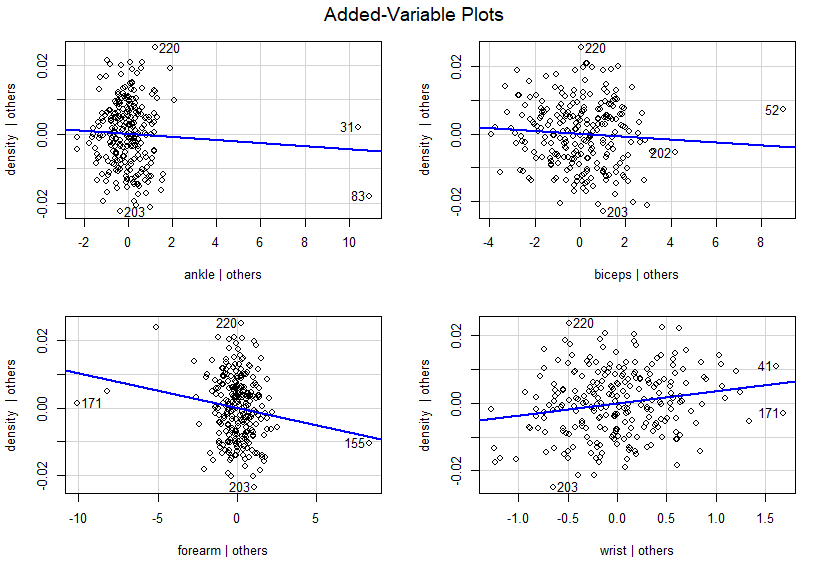 Added-Variable Plots
density | others
0.02
0.00
-0.02
220
31
83
203
-2 0 2 4 6 8 10
ankle | others
density | others
0.02
0.00
-0.02
220
52
202
203
-4 -2 0 2 4 6 8
biceps | others
density | others
0.02
0.00
-0.02
220
171
155
203
-10 -5 0 5
forearm | others
density | others
0.02
0.00
-0.02
220
41
171
203
-1.0 -0.5 0.0 0.5 1.0 1.5
wrist | others